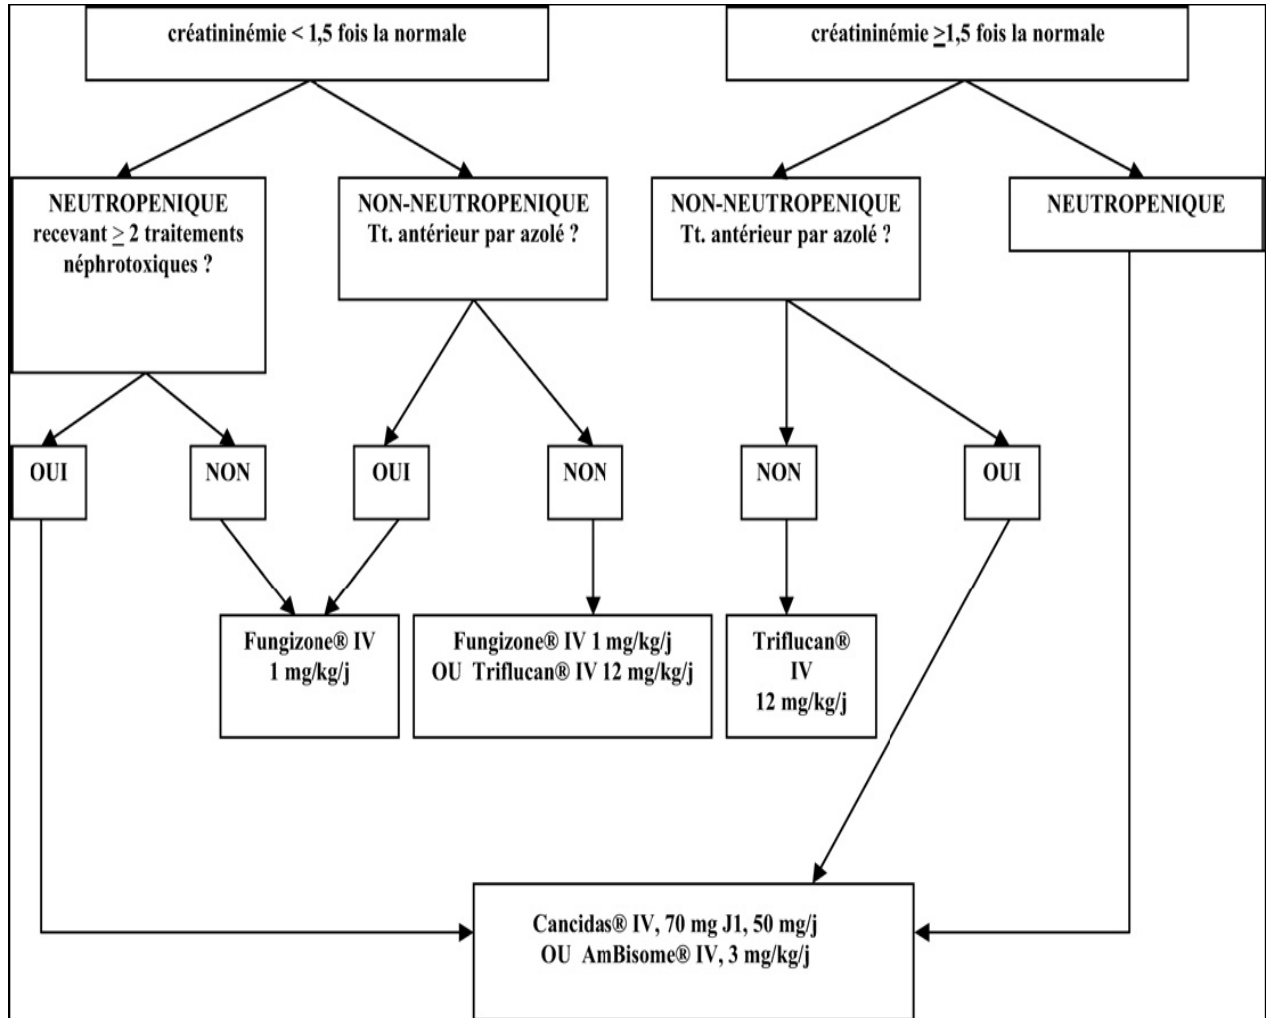 créatininémie < 1,5 fois la normale
créatininémie ≥1,5 fois la normale
NEUTROPENIQUE
recevant ≥ 2 traitements
néphrotoxiques ?
NON-NEUTROPENIQUE
Tt. antérieur par azolé ?
NON-NEUTROPENIQUE
Tt. antérieur par azolé ?
NEUTROPENIQUE
OUI
NON
OUI
NON
NON
OUI
Fungizone® IV
1 mg/kg/j
Fungizone® IV 1 mg/kg/j
OU Triflucan® IV 12 mg/kg/j
Triflucan®
IV
12 mg/kg/j
Cancidas® IV, 70 mg J1, 50 mg/j
OU AmBisome® IV, 3 mg/kg/j